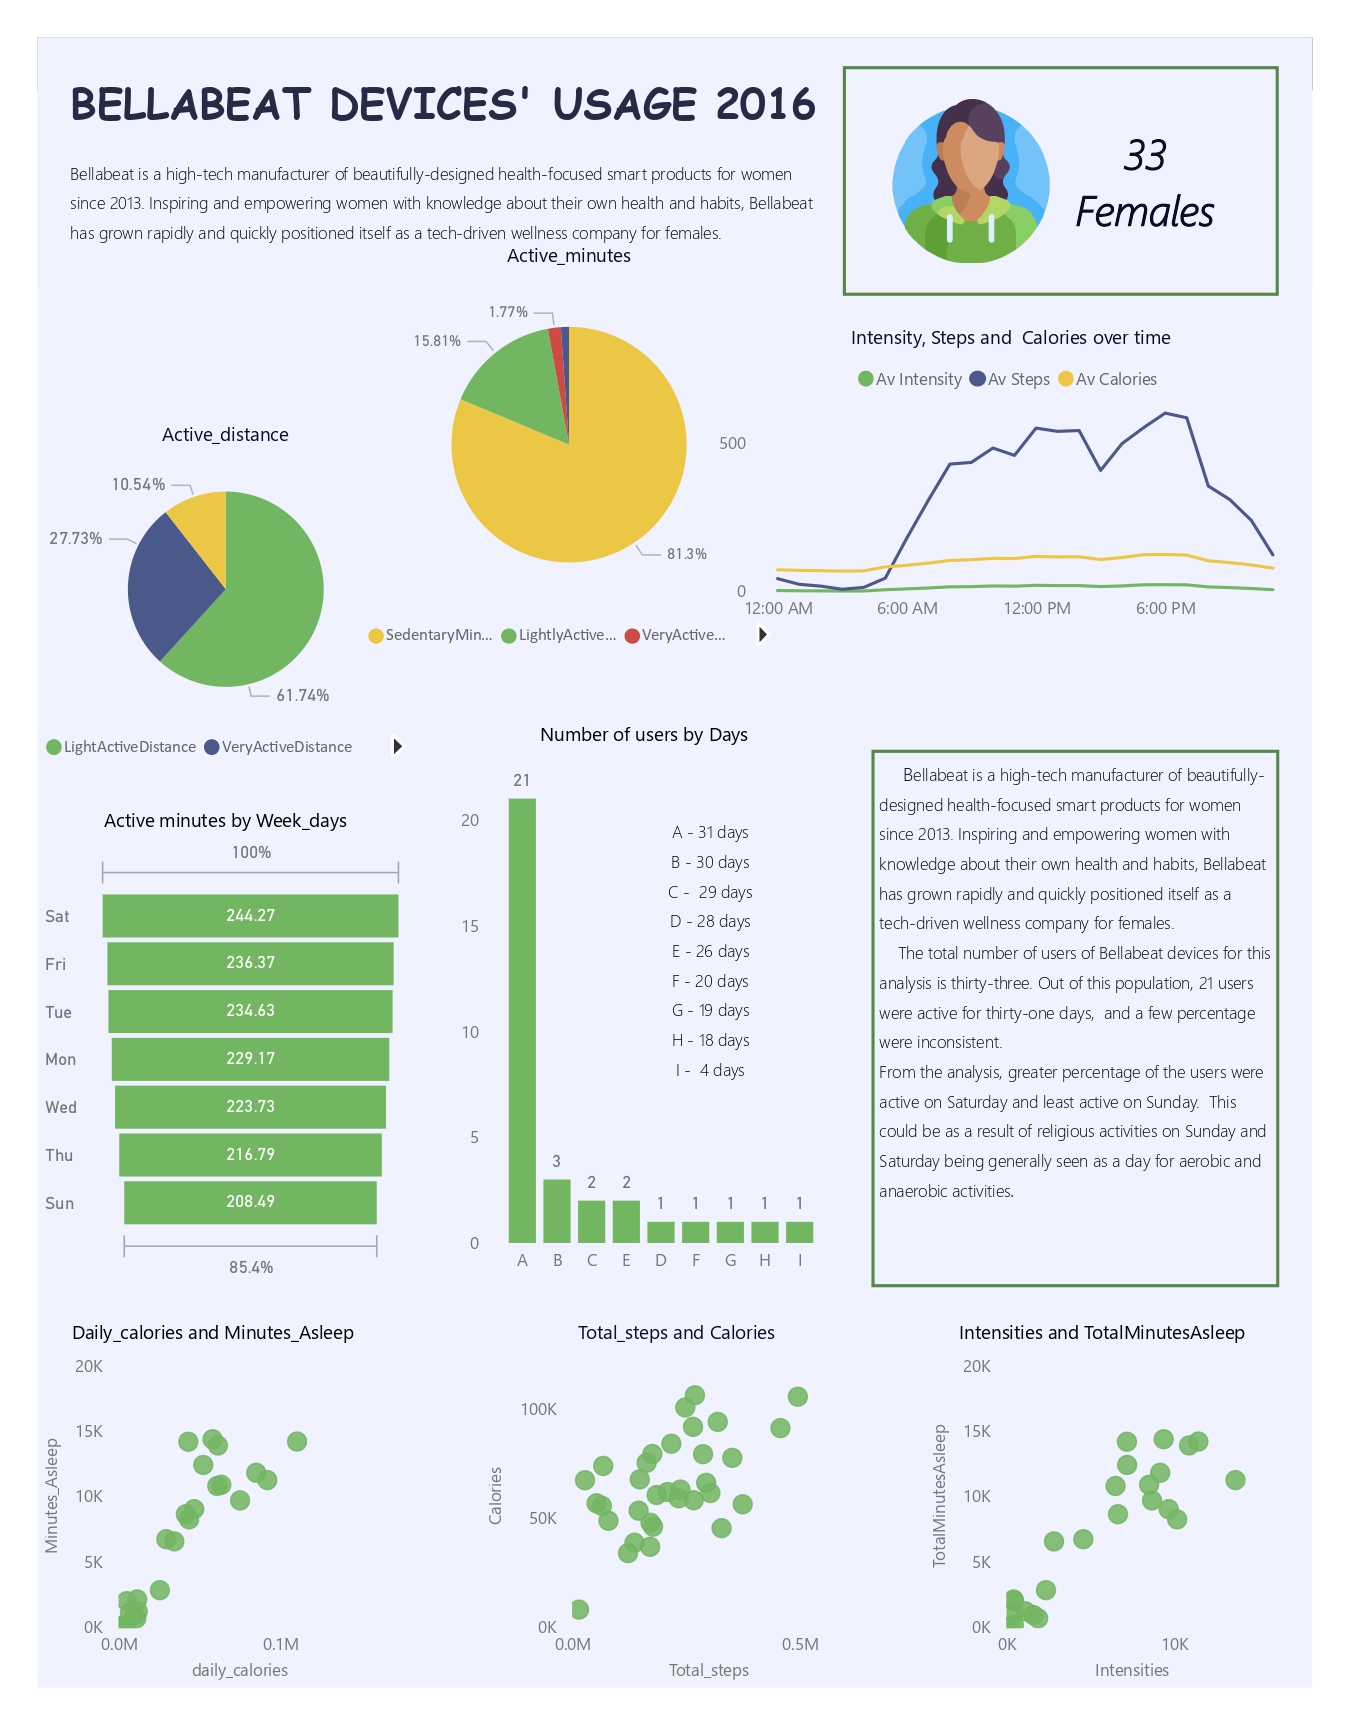 BELLABEAT DEVICES' USAGE 2016
Bellabeat is a high-tech manufacturer of beautifully-designed health-focused smart products for women
since 2013. Inspiring and empowering women with knowledge about their own health and habits, Bellabeat
has grown rapidly and quickly positioned itself as a tech-driven wellness company for females.
33
Females
Active_minutes
1.77%
15.81%
81.3%
SedentaryMin... LightlyActive... VeryActive...
Intensity, Steps and  Calories over time
Av Intensity Av Steps Av Calories
500
0
12:00 AM 6:00 AM 12:00 PM 6:00 PM
Active_distance
10.54%
27.73%
61.74%
LightActiveDistance VeryActiveDistance
Active minutes by Week_days
100%
Sat 244.27
Fri 236.37
Tue 234.63
Mon 229.17
Wed 223.73
Thu 216.79
Sun 208.49
85.4%
Number of users by Days
20
15
10
5
0
21 3 2 2 1 1 1 1 1
A B C E D F G H I
A - 31 days
B - 30 days
C -  29 days
D - 28 days
E - 26 days
F - 20 days
G - 19 days
H - 18 days
I -  4 days
Bellabeat is a high-tech manufacturer of beautifully-
designed health-focused smart products for women
since 2013. Inspiring and empowering women with
knowledge about their own health and habits, Bellabeat
has grown rapidly and quickly positioned itself as a
tech-driven wellness company for females.
The total number of users of Bellabeat devices for this
analysis is thirty-three. Out of this population, 21 users
were active for thirty-one days,  and a few percentage
were inconsistent.
From the analysis, greater percentage of the users were
active on Saturday and least active on Sunday.  This
could be as a result of religious activities on Sunday and
Saturday being generally seen as a day for aerobic and
anaerobic activities.
Daily_calories and Minutes_Asleep
Minutes_Asleep
20K
15K
10K
5K
0K
0.0M 0.1M
daily_calories
Total_steps and Calories
Calories
100K
50K
0K
0.0M 0.5M
Total_steps
Intensities and TotalMinutesAsleep
TotalMinutesAsleep
20K
15K
10K
5K
0K
0K 10K
Intensities